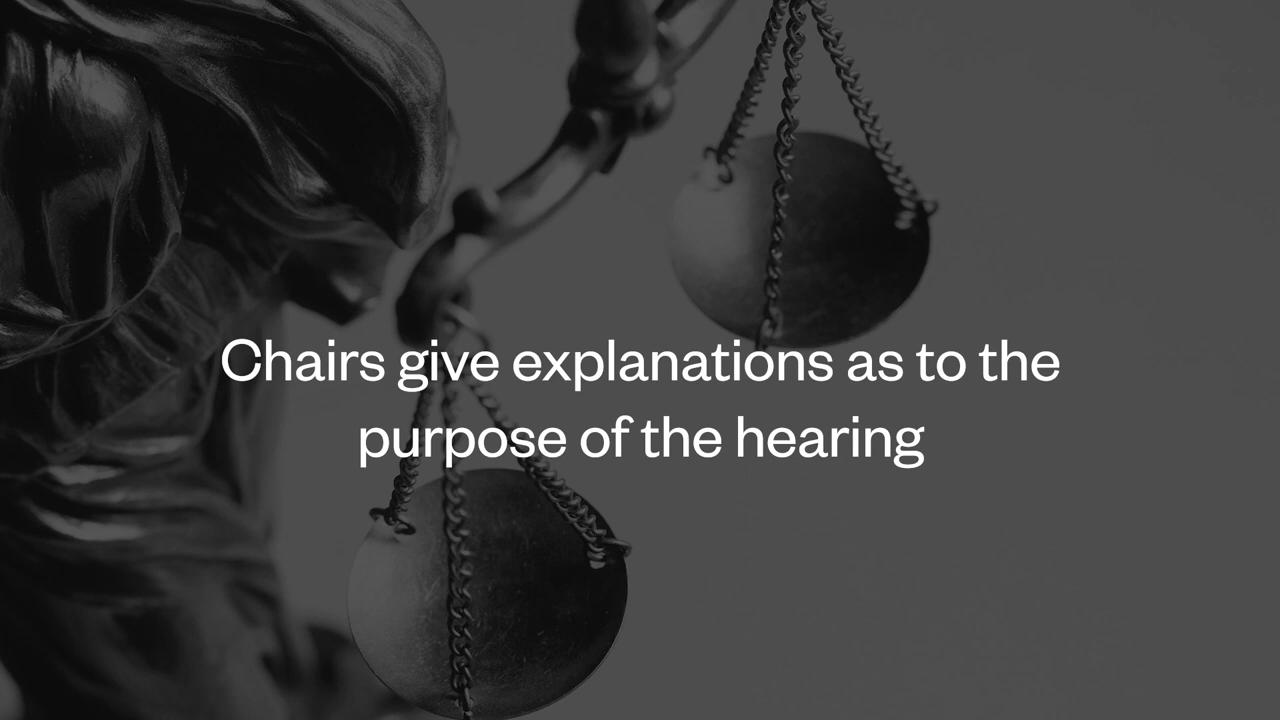 Chairs give explanations as to the
purpose of the hearing